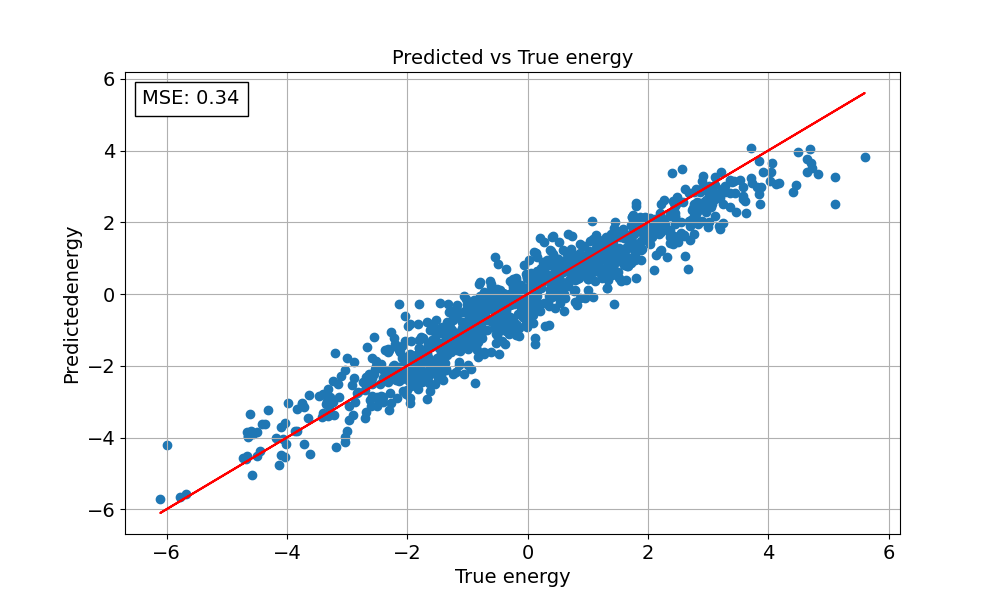 Predicted vs True energy
MSE: 0.34
Predictedenergy
6
4
2
0
−2
−4
−6
−6 −4 −2 0 2 4 6
True energy